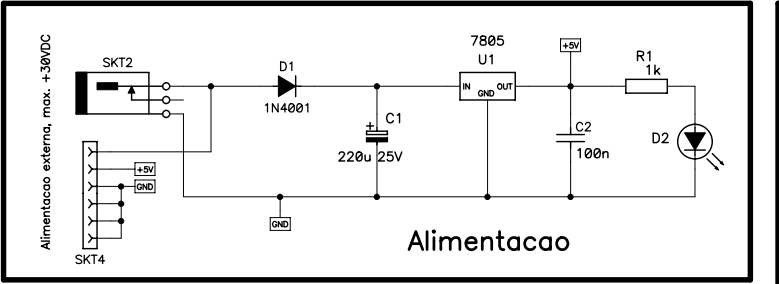 Alimentacao externa, max. +30VDC
SKT2
D1
1N4001
7805
U1
IN
OUT
GND
+5V
R1
1k
C1
+
220u 25V
C2
100n
D2
+5V
GND
SKT4
GND
Alimentacao